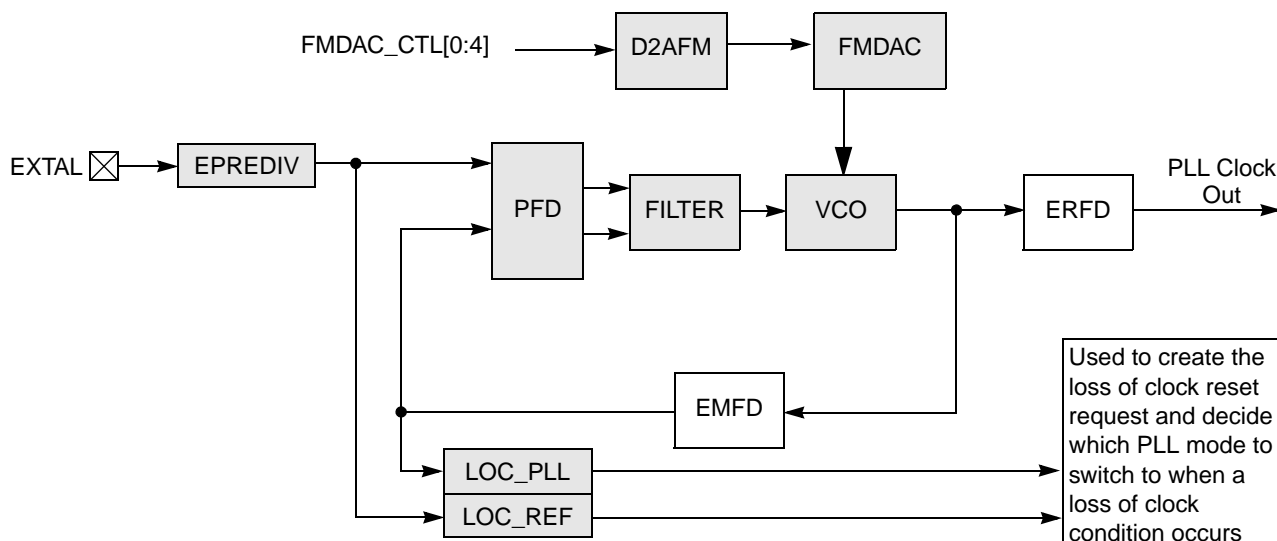 FMDAC_CTL[0:4]
D2AFM
FMDAC
EXTAL
EPREDIV
PFD
FILTER
VCO
ERFD
PLL Clock
Out
EMFD
LOC_PLL
LOC_REF
Used to create the
loss of clock reset
request and decide
which PLL mode to
switch to when a
loss of clock
condition occurs